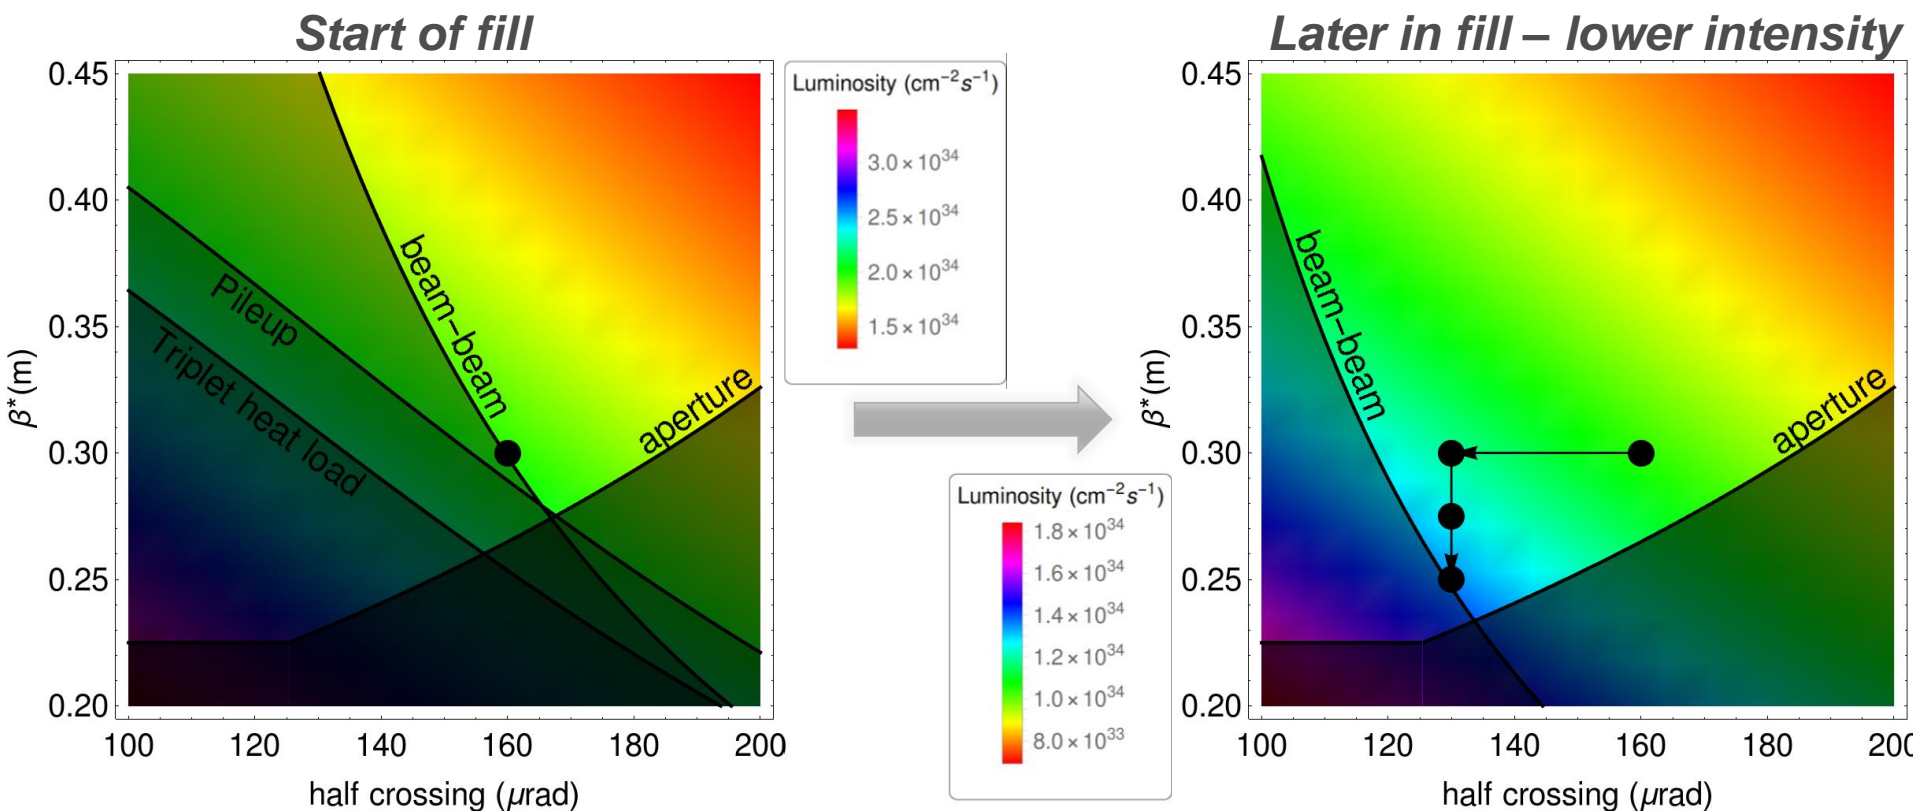 Start of fill
Later in fill – lower intensity
0.45
0.40
0.35
0.30
0.25
0.20
β*(m)
100
120
140
160
180
200
half crossing (μrad)
Pileup
Triplet heat load
beam–beam
aperture
Luminosity (cm⁻²s⁻¹)
3.0×10³⁴
2.5×10³⁴
2.0×10³⁴
1.5×10³⁴
Luminosity (cm⁻²s⁻¹)
1.8×10³⁴
1.6×10³⁴
1.4×10³⁴
1.2×10³⁴
1.0×10³⁴
8.0×10³³
0.45
0.40
0.35
0.30
0.25
0.20
β*(m)
100
120
140
160
180
200
half crossing (μrad)
beam–beam
aperture